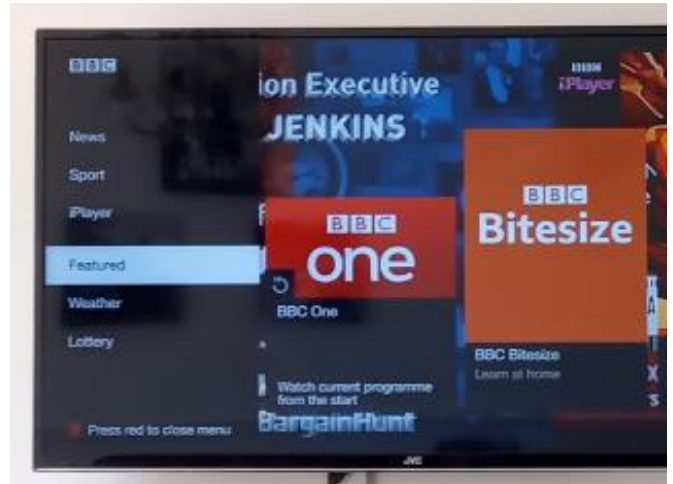 BBC
News
Sport
iPlayer
Featured
Weather
Lottery
Press red to close menu
ion Executive
JENKINS
BBC
one
BBC One
Watch current programme
from the start
BargainHunt
BBC
iPlayer
BBC
Bitesize
BBC Bitesize
Learn at home
A
X
S
JVC